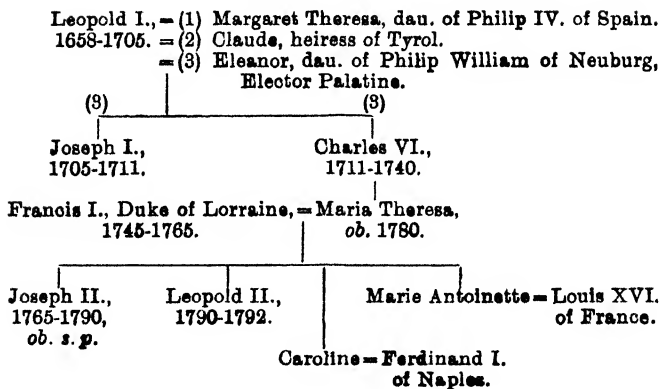 Leopold I., = (1) Margaret Theresa, dau. of Philip IV. of Spain.
1658-1705. = (2) Claude, heiress of Tyrol.
= (3) Eleanor, dau. of Philip William of Neuburg,
Elector Palatine.
(3) (3)
Joseph I., Charles VI.,
1705-1711. 1711-1740.
Francis I., Duke of Lorraine, = Maria Theresa,
1745-1765. ob. 1780.
Joseph II., Leopold II., Marie Antoinette = Louis XVI.
1765-1790, 1790-1792. of France.
ob. s. p.
Caroline = Ferdinand I.
of Naples.